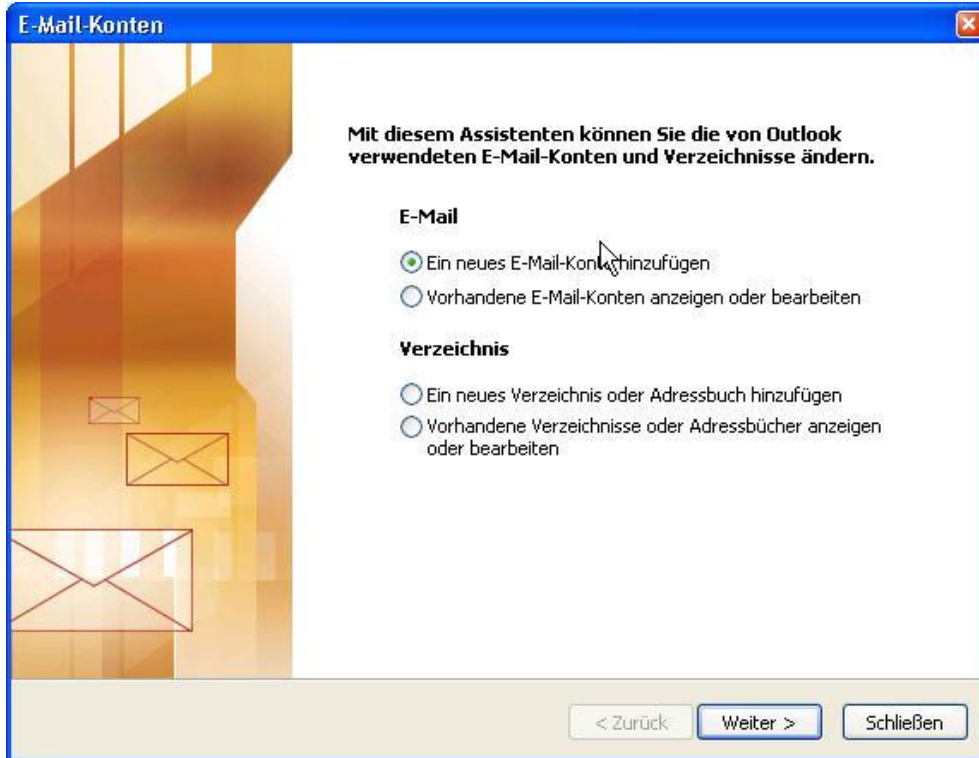 E-Mail-Konten
Mit diesem Assistenten können Sie die von Outlook
verwendeten E-Mail-Konten und Verzeichnisse ändern.
E-Mail
Ein neues E-Mail-Konto hinzufügen
Vorhandene E-Mail-Konten anzeigen oder bearbeiten
Verzeichnis
Ein neues Verzeichnis oder Adressbuch hinzufügen
Vorhandene Verzeichnisse oder Adressbücher anzeigen
oder bearbeiten
< Zurück Weiter > Schließen